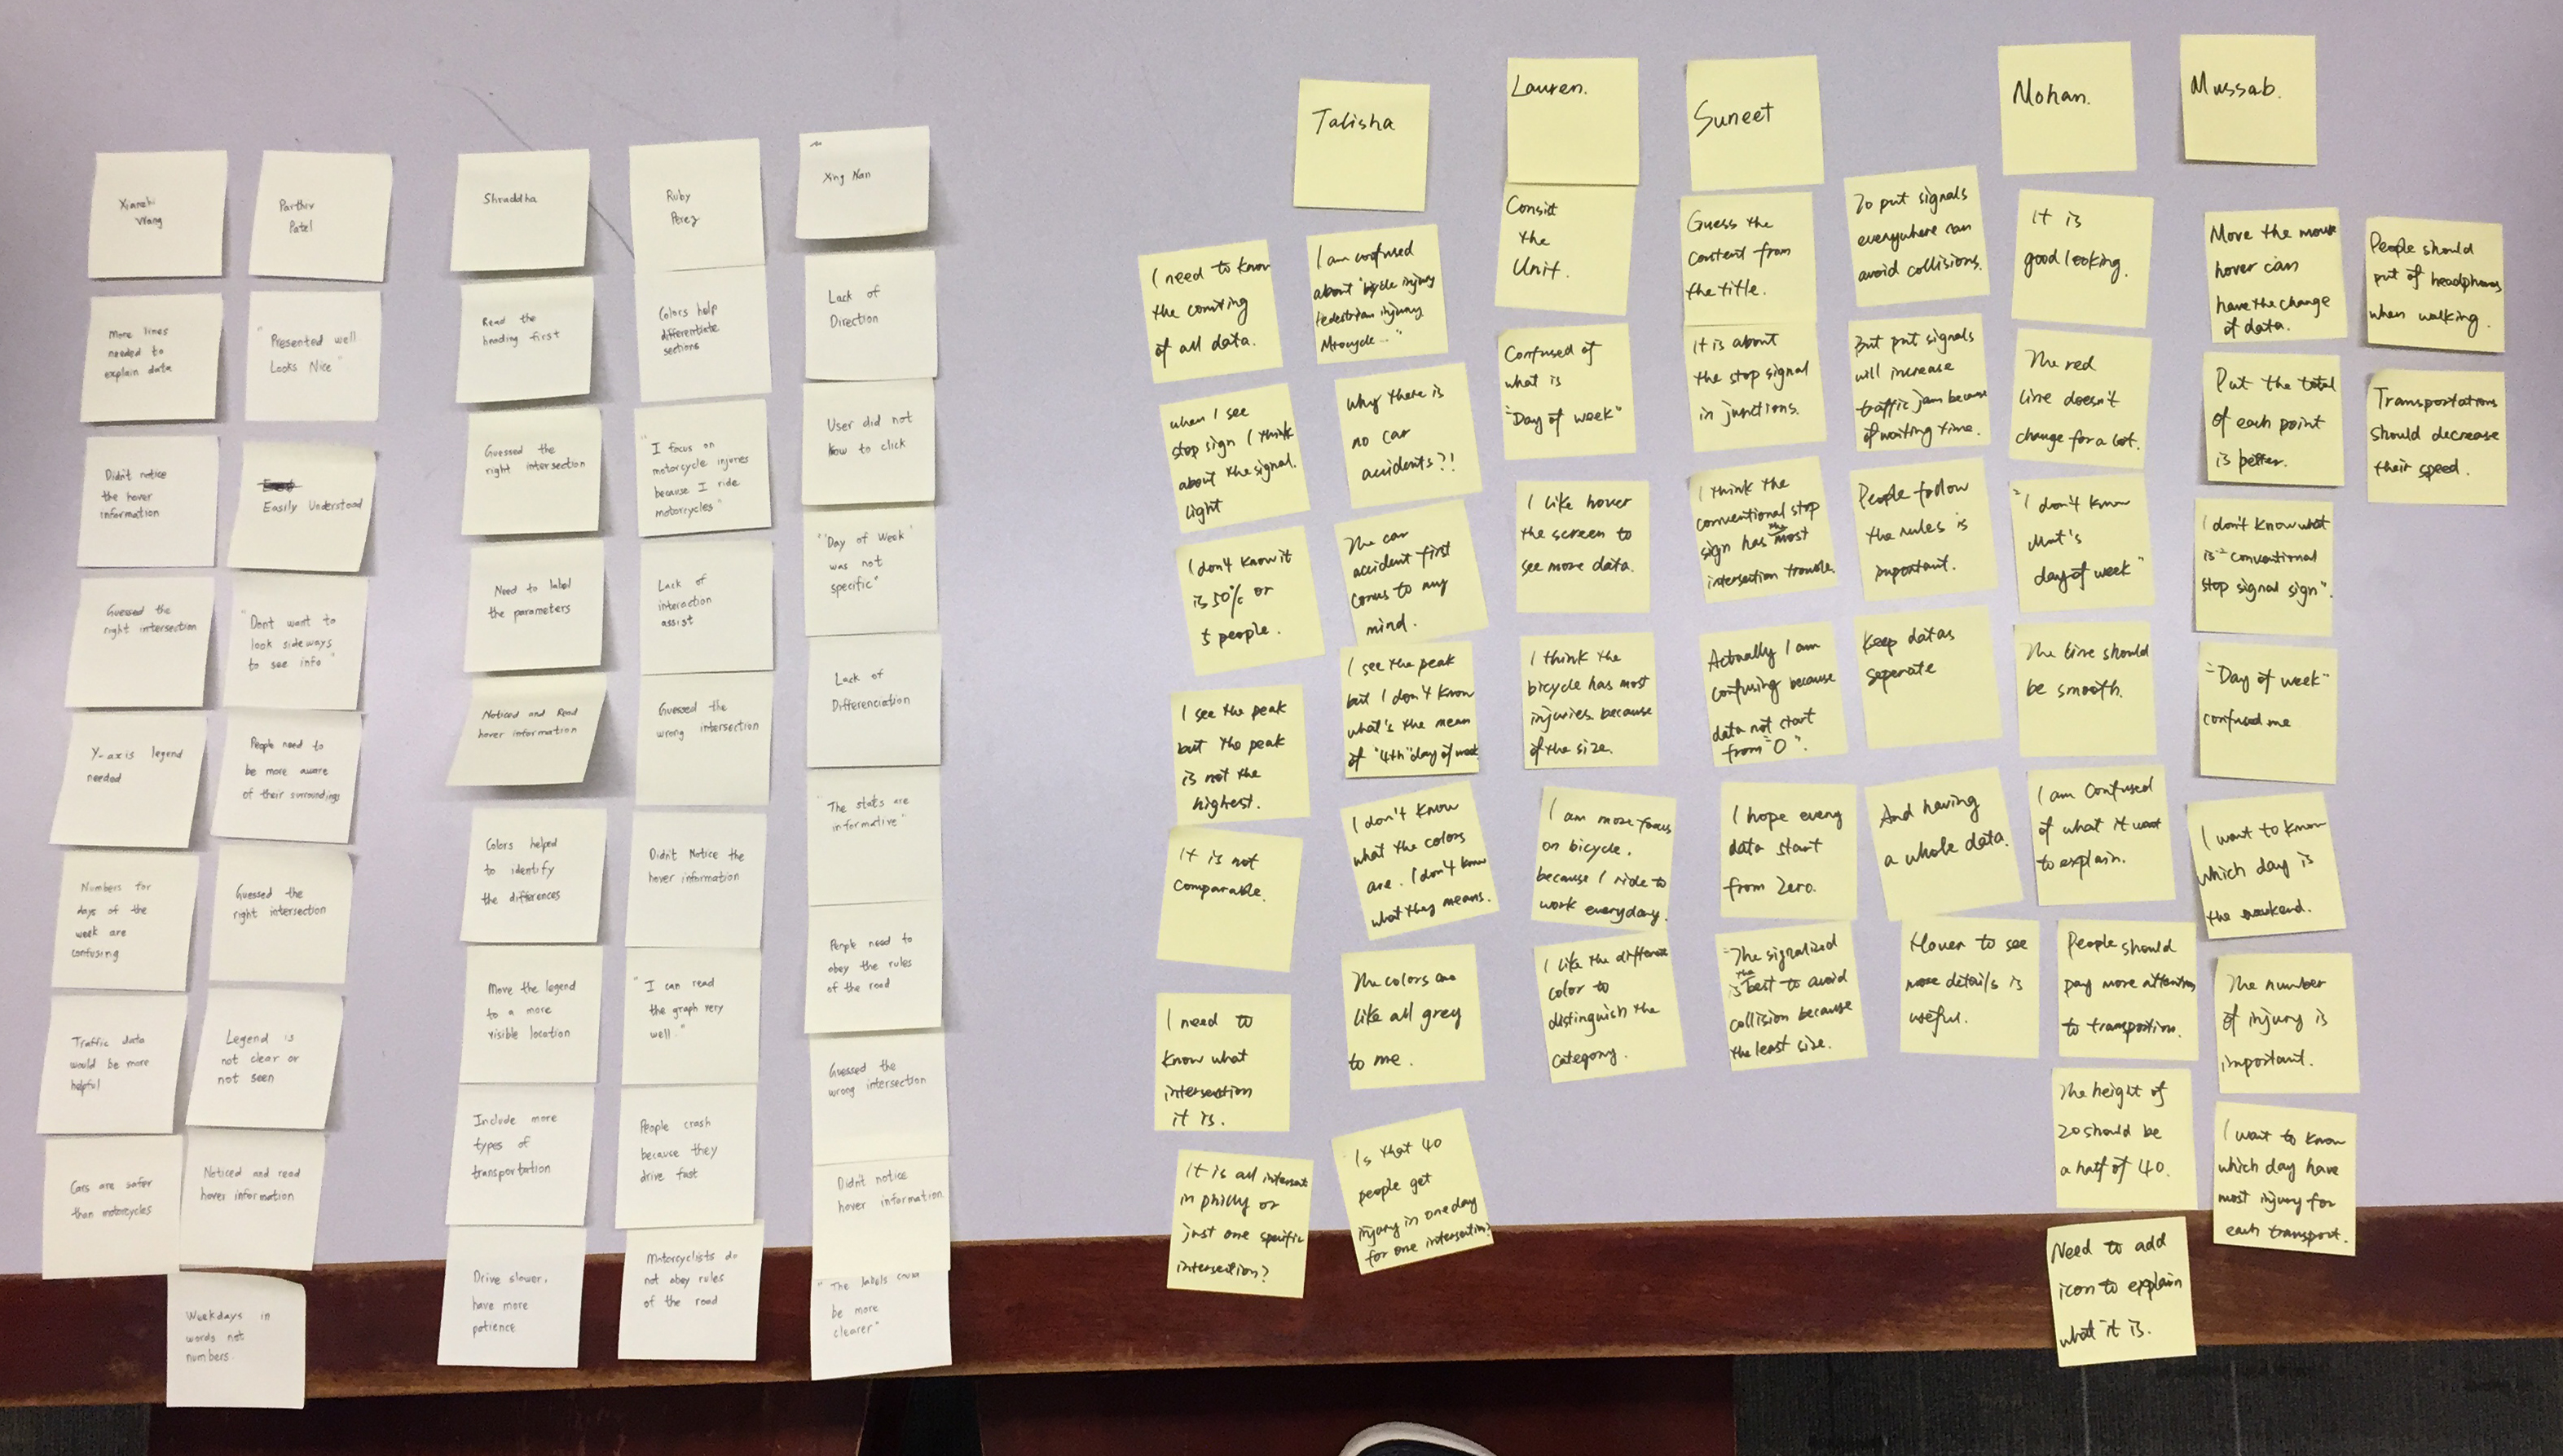 Xianzhi
Wang
More lines
needed to
explain data
Didn't notice
the hover
information
Guessed the
right intersection
Y-axis legend
needed
Numbers for
days of the
week are
confusing
Traffic data
would be more
helpful
Cars are safer
than motorcycles
Parthiv
Patel
"Presented well
Looks Nice"
Easily Understood
"Dont want to
look sideways
to see info"
People need to
be more aware
of their surroundings
Guessed the
right intersection
Legend is
not clear or
not seen
Noticed and read
hover information
Weekdays in
words not
numbers.
Shraddha
Read the
heading first
Guessed the
right intersection
Need to label
the parameters
Noticed and Read
hover information
Colors helped
to identify
the differences
Move the legend
to a more
visible location
Include more
types of
transportation
Drive slower,
have more
patience
Ruby
Perez
Colors help
differentiate
sections
"I focus on
motorcycle injures
because I ride
motorcycles"
Lack of
interaction
assist
Guessed the
wrong intersection
Didn't Notice the
hover information
"I can read
the graph very
well."
People crash
because they
drive fast
Motorcyclists do
not obey rules
of the road
Xing Nan
Lack of
Direction
User did not
how to click
"'Day of Week'
was not
specific"
Lack of
Differenciation
"The stats are
informative"
People need to
obey the rules
of the road
Guessed the
wrong intersection
Didn't notice
hover information
"The labels could
be more
clearer"
Talisha
I need to know
the counting
of all data.
when I see
stop sign I think
about the signal.
light
I don't know it
is 50% or
5 people.
I see the peak
but the peak
is not the
highest.
It is not
comparable.
I need to
know what
intersection
it is.
It is all intersect
in philly or
just one specific
intersection?
I am confused
about "bicycle injury
Pedestrian injury
Mtrocycle..."
Why there is
no car
accidents?!
The car
accident first
comes to my
mind.
I see the peak
but I don't know
what's the mean
of "4th" day of week
I don't know
what the colors
are. I don't know
what they means.
The colors are
like all grey
to me.
Is that 40
people get
injury in one day
for one intersection?
Lauren.
Consist
the
Unit.
Confused of
what is
"Day of week"
I like hover
the screen to
see more data.
I think the
bicycle has most
injuries. because
of the size.
I am more focus
on bicycle.
because I ride to
work everyday.
I like the difference
color to
distinguish the
category.
Suneet
Guess the
content from
the title.
It is about
the stop signal
in junctions.
I think the
conventional stop
sign has the most
intersection trouble.
Actually I am
confusing because
data not start
from "0".
I hope every
data start
from Zero.
"The signalized
is the best to avoid
collision because
the least size.
To put signals
everywhere can
avoid collisions.
But put signals
will increase
traffic jam because
of waiting time.
People follow
the rules is
inportant.
Keep datas
seperate
And having
a whole data.
Hover to see
more details is
useful.
Mohan.
It is
good looking.
The red
line doesn't
change for a lot.
"I don't know
what's
day of week"
The line should
be smooth.
I am confused
of what it want
to explain.
People should
pay more attention
to transportion.
The height of
20 should be
a half of 40.
Need to add
icon to explain
what it is.
Mussab.
Move the mouse
hover can
have the change
of data.
Put the total
of each point
is better.
I don't know what
is "conventional
stop signal sign".
"Day of week"
confused me
I want to know
which day is
the weekend.
The number
of injury is
important.
I want to know
which day have
most injury for
each transport.
People should
put of headphones
when walking.
Transportations
should decrease
their speed.